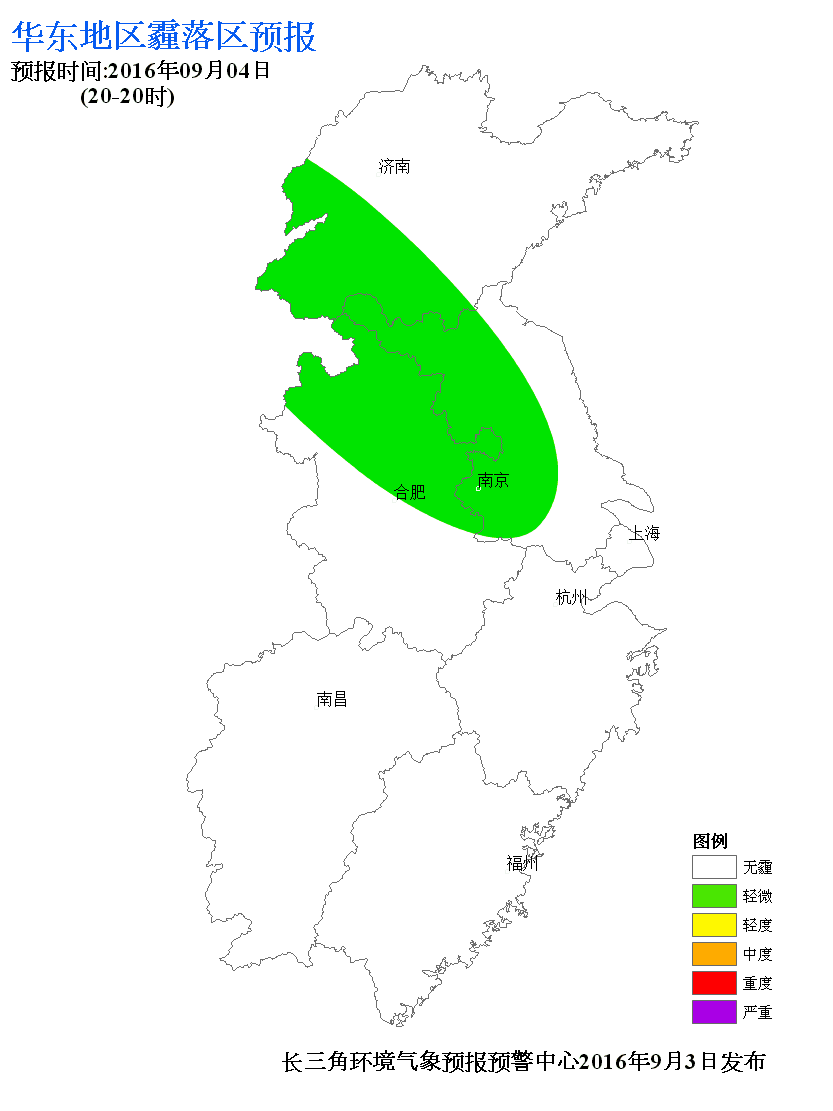 华东地区霾落区预报
预报时间:2016年09月04日
(20-20时)
济南
南京
合肥
上海
杭州
南昌
福州
图例
无霾
轻微
轻度
中度
重度
严重
长三角环境气象预报预警中心2016年9月3日发布